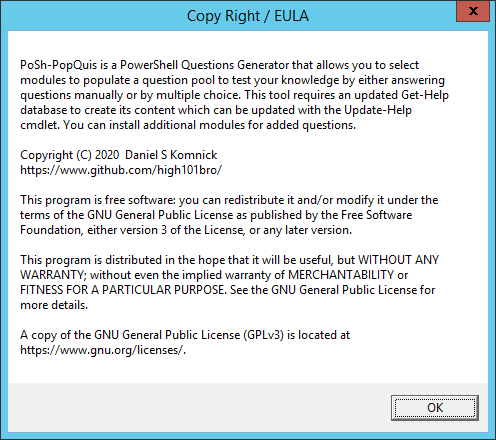 Copy Right / EULA
x
PoSh-PopQuis is a PowerShell Questions Generator that allows you to select
modules to populate a question pool to test your knowledge by either answering
questions manually or by multiple choice. This tool requires an updated Get-Help
database to create its content which can be updated with the Update-Help
cmdlet. You can install additional modules for added questions.
Copyright (C) 2020  Daniel S Komnick
https://www.github.com/high101bro/
This program is free software: you can redistribute it and/or modify it under the
terms of the GNU General Public License as published by the Free Software
Foundation, either version 3 of the License, or any later version.
This program is distributed in the hope that it will be useful, but WITHOUT ANY
WARRANTY; without even the implied warranty of MERCHANTABILITY or
FITNESS FOR A PARTICULAR PURPOSE. See the GNU General Public License for
more details.
A copy of the GNU General Public License (GPLv3) is located at
https://www.gnu.org/licenses/.
OK